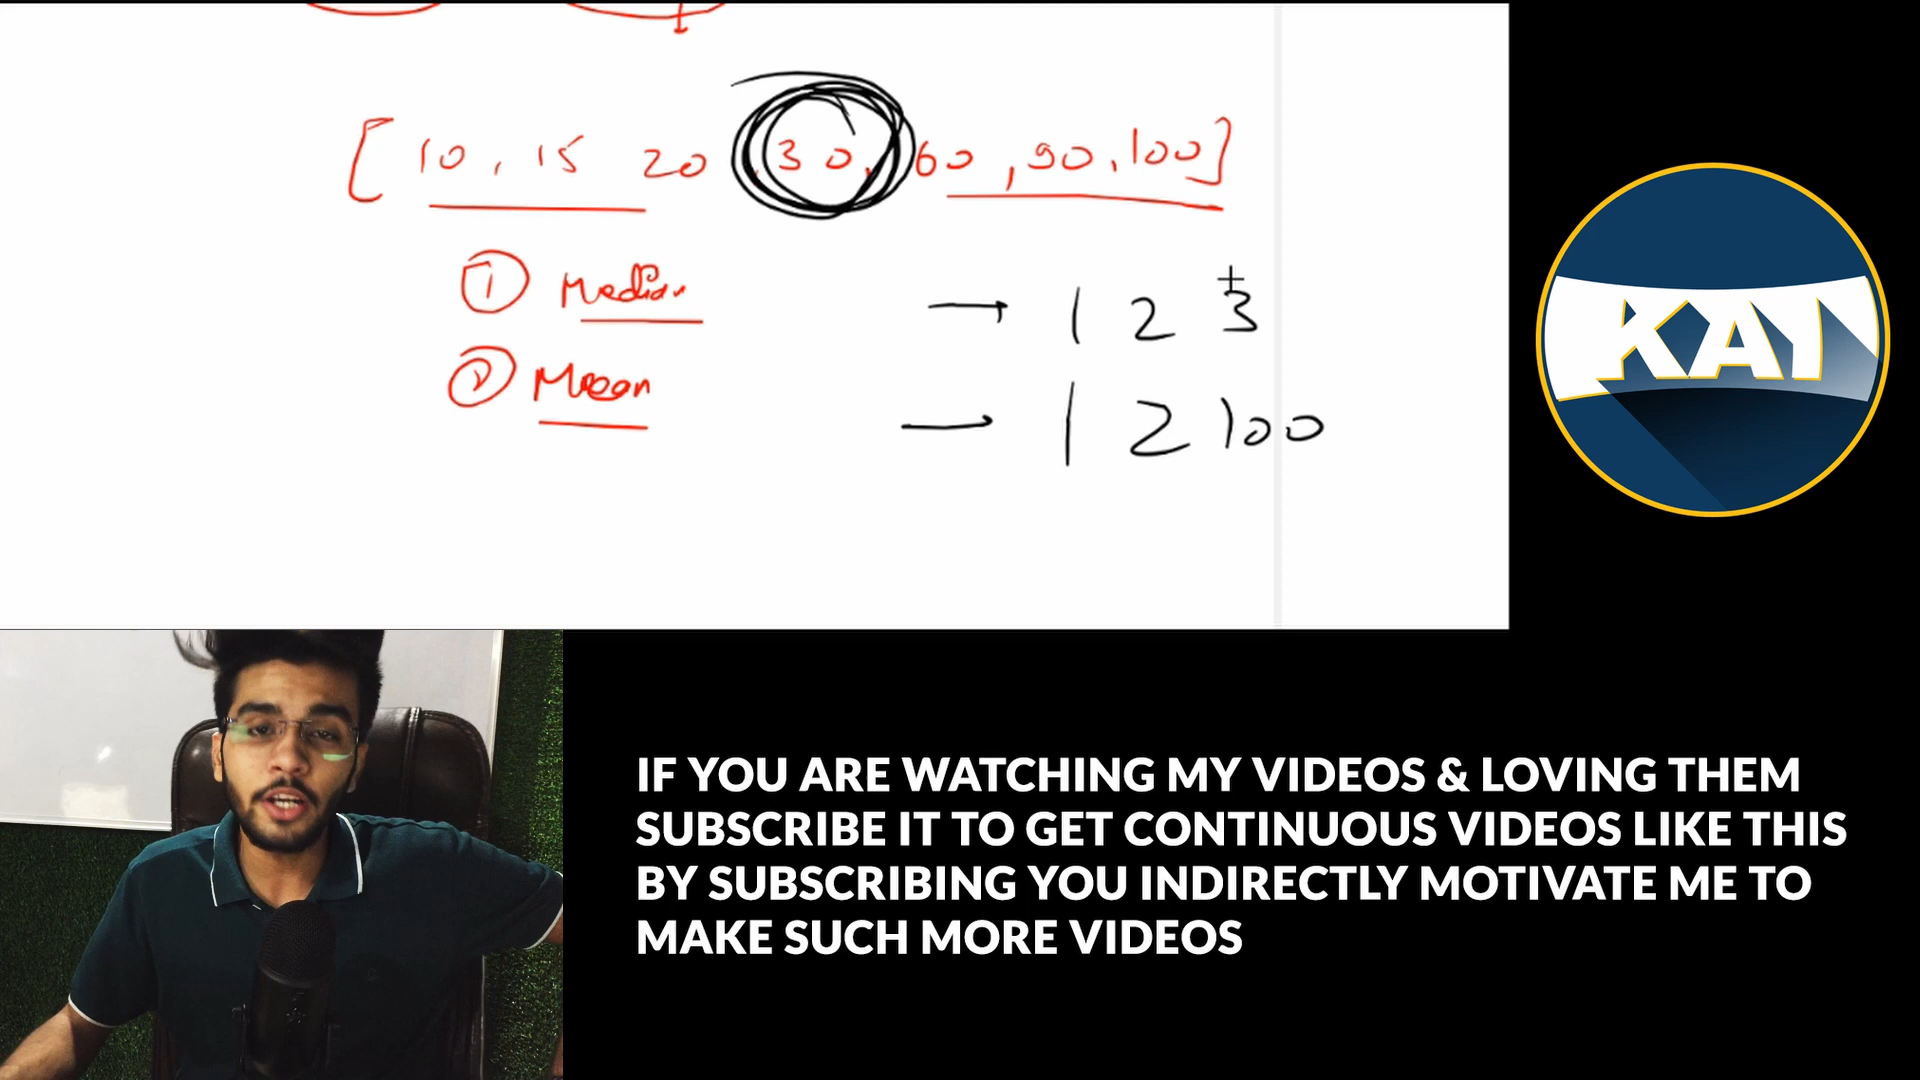 [ 10, 15 20, 30, 60, 90, 100]
① Median
→ 1 2 3
② Mean
→ 1 2 100
KAI
IF YOU ARE WATCHING MY VIDEOS & LOVING THEM
SUBSCRIBE IT TO GET CONTINUOUS VIDEOS LIKE THIS
BY SUBSCRIBING YOU INDIRECTLY MOTIVATE ME TO
MAKE SUCH MORE VIDEOS